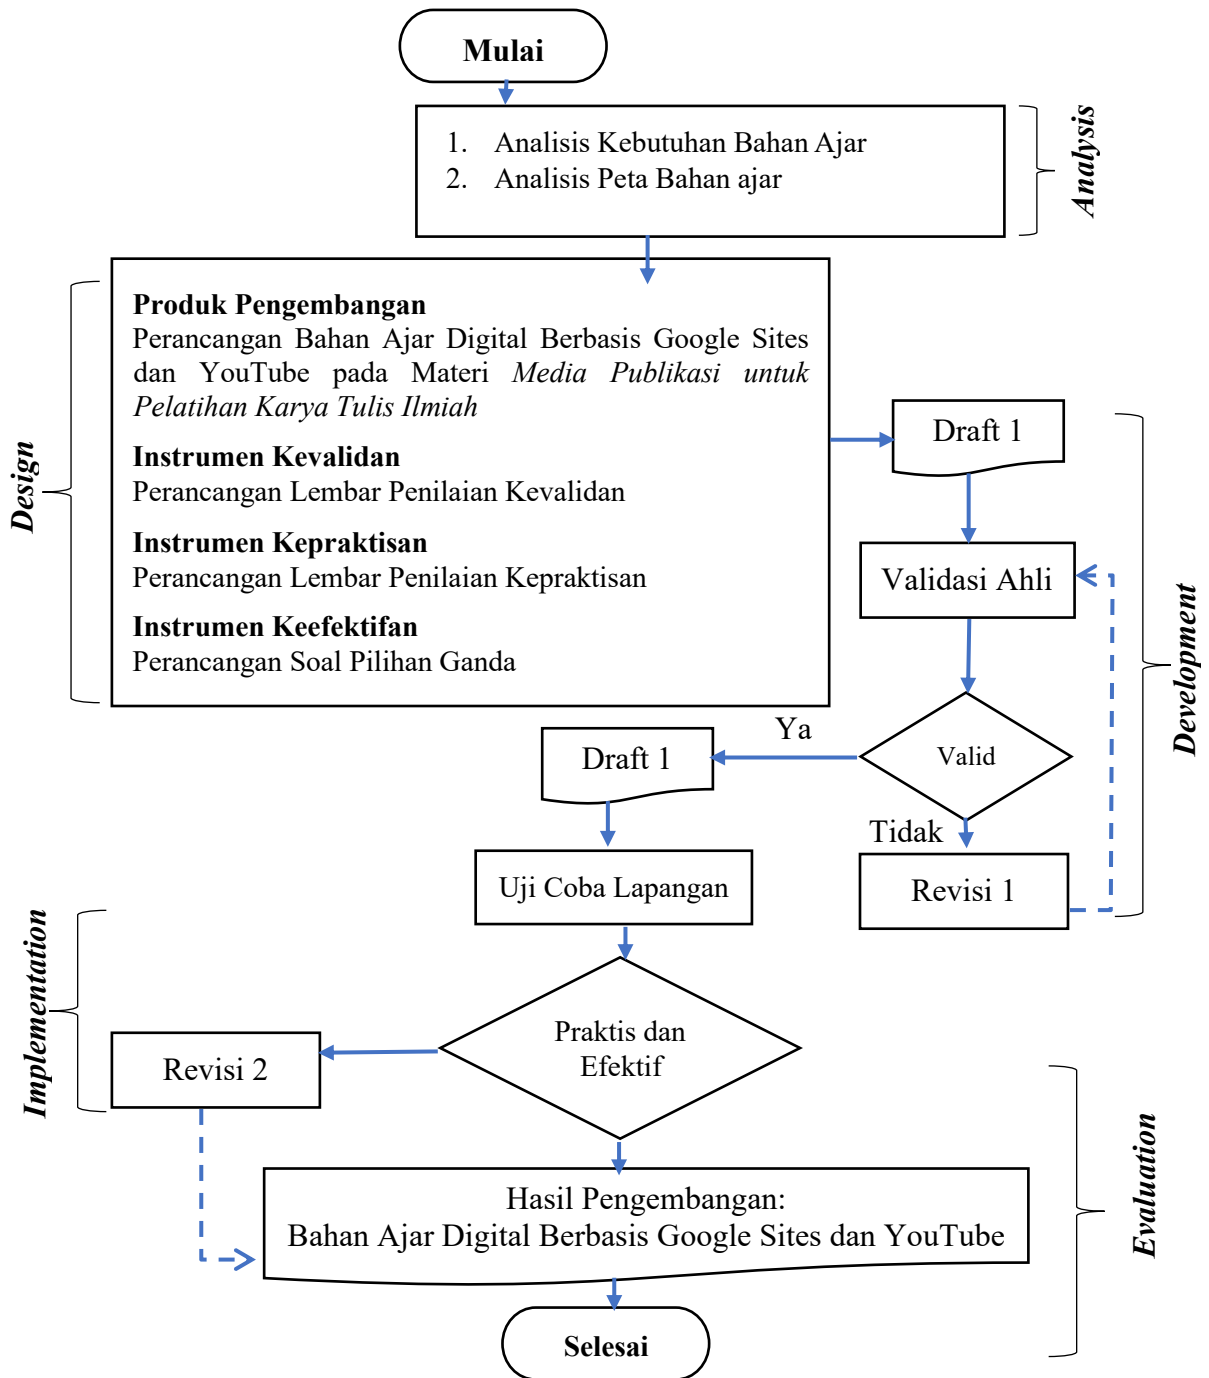 Mulai
1. Analisis Kebutuhan Bahan Ajar
2. Analisis Peta Bahan ajar
Analysis
Produk Pengembangan
Perancangan Bahan Ajar Digital Berbasis Google Sites
dan YouTube pada Materi Media Publikasi untuk
Pelatihan Karya Tulis Ilmiah
Instrumen Kevalidan
Perancangan Lembar Penilaian Kevalidan
Instrumen Kepraktisan
Perancangan Lembar Penilaian Kepraktisan
Instrumen Keefektifan
Perancangan Soal Pilihan Ganda
Design
Draft 1
Validasi Ahli
Valid
Ya
Tidak
Revisi 1
Development
Draft 1
Uji Coba Lapangan
Praktis dan
Efektif
Revisi 2
Implementation
Hasil Pengembangan:
Bahan Ajar Digital Berbasis Google Sites dan YouTube
Evaluation
Selesai